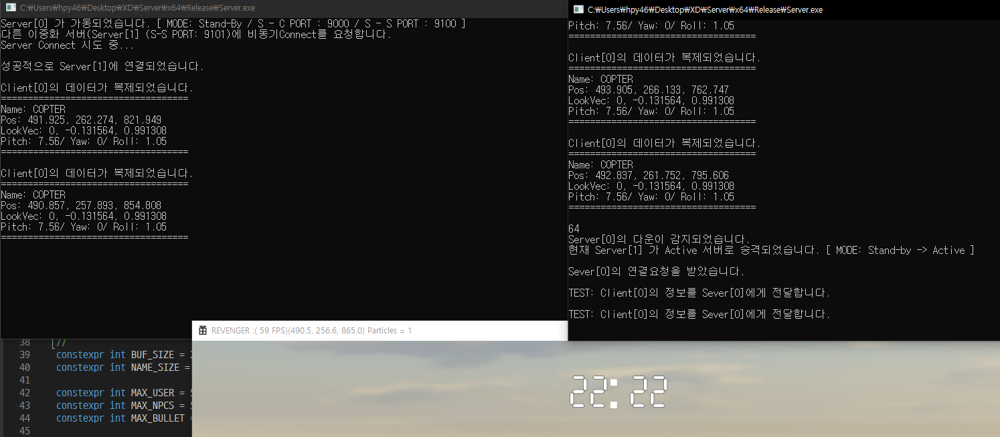 C:₩Users₩hpy46₩Desktop₩XD₩Server₩x64₩Release₩Server.exe
Server[0] 가 가동되었습니다. [ MODE: Stand-By / S - C PORT : 9000 / S - S PORT : 9100 ]
다른 이중화 서버(Server[1] (S-S PORT: 9101)에 비동기Connect를 요청합니다.
Server Connect 시도 중...
성공적으로 Server[1]에 연결되었습니다.
Client[0]의 데이터가 복제되었습니다.
===================================
Name: COPTER
Pos: 491.925, 262.274, 821.949
LookVec: 0, -0.131564, 0.991308
Pitch: 7.56/ Yaw: 0/ Roll: 1.05
===================================
Client[0]의 데이터가 복제되었습니다.
===================================
Name: COPTER
Pos: 490.857, 257.893, 854.808
LookVec: 0, -0.131564, 0.991308
Pitch: 7.56/ Yaw: 0/ Roll: 1.05
===================================
C:₩Users₩hpy46₩Desktop₩XD₩Server₩x64₩Release₩Server.exe
Pitch: 7.56/ Yaw: 0/ Roll: 1.05
===================================
Client[0]의 데이터가 복제되었습니다.
===================================
Name: COPTER
Pos: 493.905, 266.133, 762.747
LookVec: 0, -0.131564, 0.991308
Pitch: 7.56/ Yaw: 0/ Roll: 1.05
===================================
Client[0]의 데이터가 복제되었습니다.
===================================
Name: COPTER
Pos: 492.837, 261.752, 795.606
LookVec: 0, -0.131564, 0.991308
Pitch: 7.56/ Yaw: 0/ Roll: 1.05
===================================
64
Server[0]의 다운이 감지되었습니다.
현재 Server[1] 가 Active 서버로 승격되었습니다. [ MODE: Stand-by -> Active ]
Sever[0]의 연결요청을 받았습니다.
TEST: Client[0]의 정보를 Sever[0]에게 전달합니다.
TEST: Client[0]의 정보를 Sever[0]에게 전달합니다.
38 //
39 constexpr int BUF_SIZE =
40 constexpr int NAME_SIZE =
41
42 constexpr int MAX_USER =
43 constexpr int MAX_NPCS =
44 constexpr int MAX_BULLET =
45
REVENGER :( 59 FPS)(490.5, 256.6, 865.0) Particles = 1
22:22